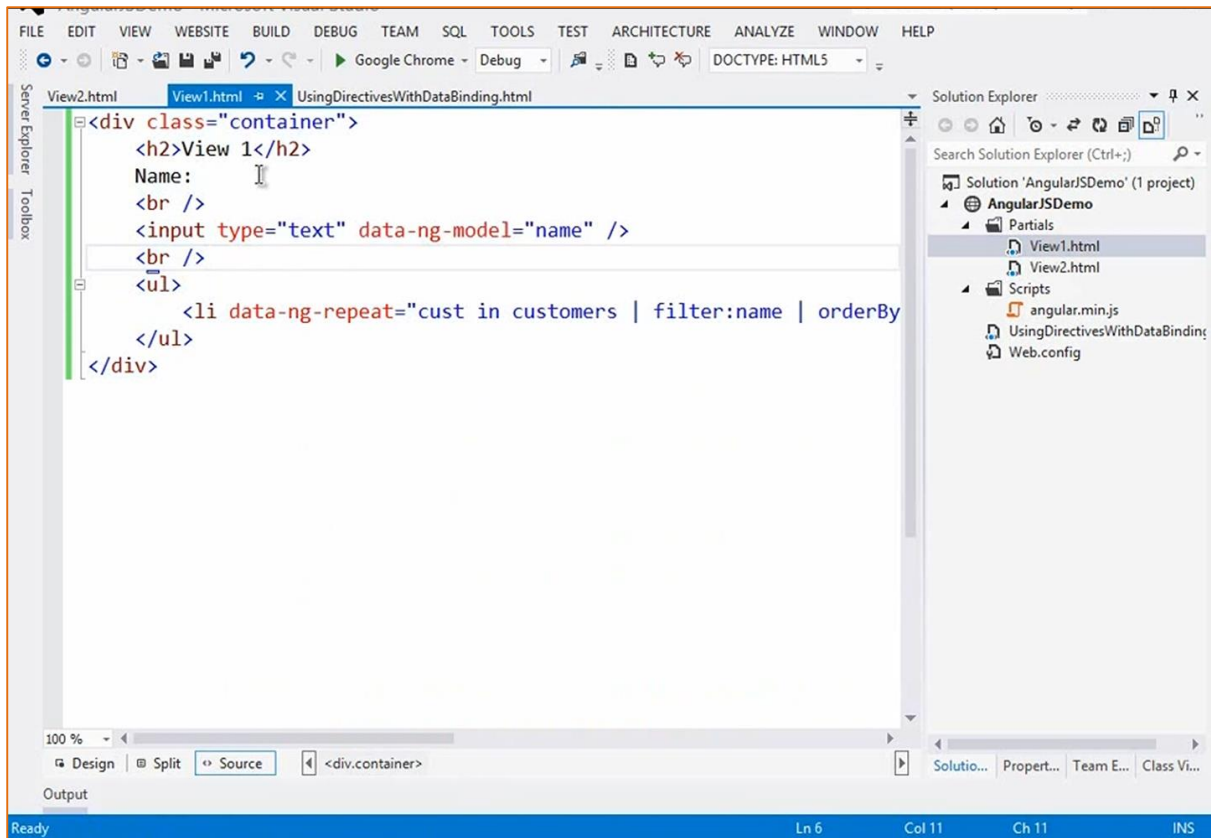 AngularJSDemo - Microsoft Visual Studio
FILE EDIT VIEW WEBSITE BUILD DEBUG TEAM SQL TOOLS TEST ARCHITECTURE ANALYZE WINDOW HELP
Google Chrome Debug DOCTYPE: HTML5
Server Explorer
Toolbox
View2.html View1.html UsingDirectivesWithDataBinding.html
<div class="container">
<h2>View 1</h2>
Name:
<br />
<input type="text" data-ng-model="name" />
<br />
<ul>
<li data-ng-repeat="cust in customers | filter:name | orderBy
</ul>
</div>
100 %
Design Split Source <div.container>
Output
Solution Explorer
Search Solution Explorer (Ctrl+;)
Solution 'AngularJSDemo' (1 project)
AngularJSDemo
Partials
View1.html
View2.html
Scripts
angular.min.js
UsingDirectivesWithDataBinding
Web.config
Solutio... Propert... Team E... Class Vi...
Ready Ln 6 Col 11 Ch 11 INS